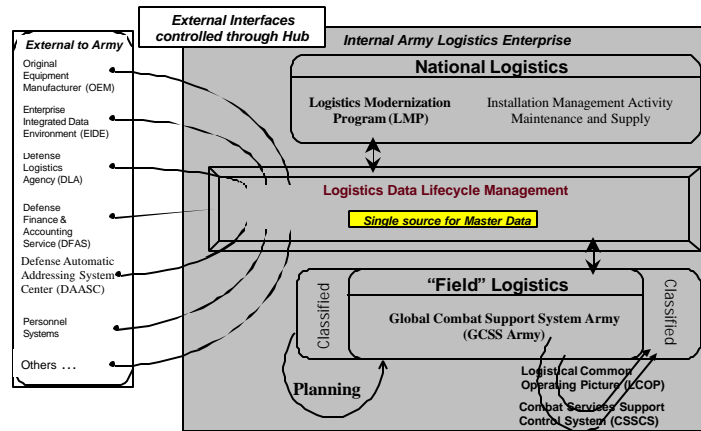 External Interfaces
controlled through Hub
External to Army
Original
Equipment
Manufacturer (OEM)
Enterprise
Integrated Data
Environment (EIDE)
Defense
Logistics
Agency (DLA)
Defense
Finance &
Accounting
Service (DFAS)
Defense Automatic
Addressing System
Center (DAASC)
Personnel
Systems
Others …
Internal Army Logistics Enterprise
National Logistics
Logistics Modernization
Program (LMP)
Installation Management Activity
Maintenance and Supply
Logistics Data Lifecycle Management
Single source for Master Data
Classified
“Field” Logistics
Global Combat Support System Army
(GCSS Army)
Classified
Planning
Logistical Common
Operating Picture (LCOP)
Combat Services Support
Control System (CSSCS)